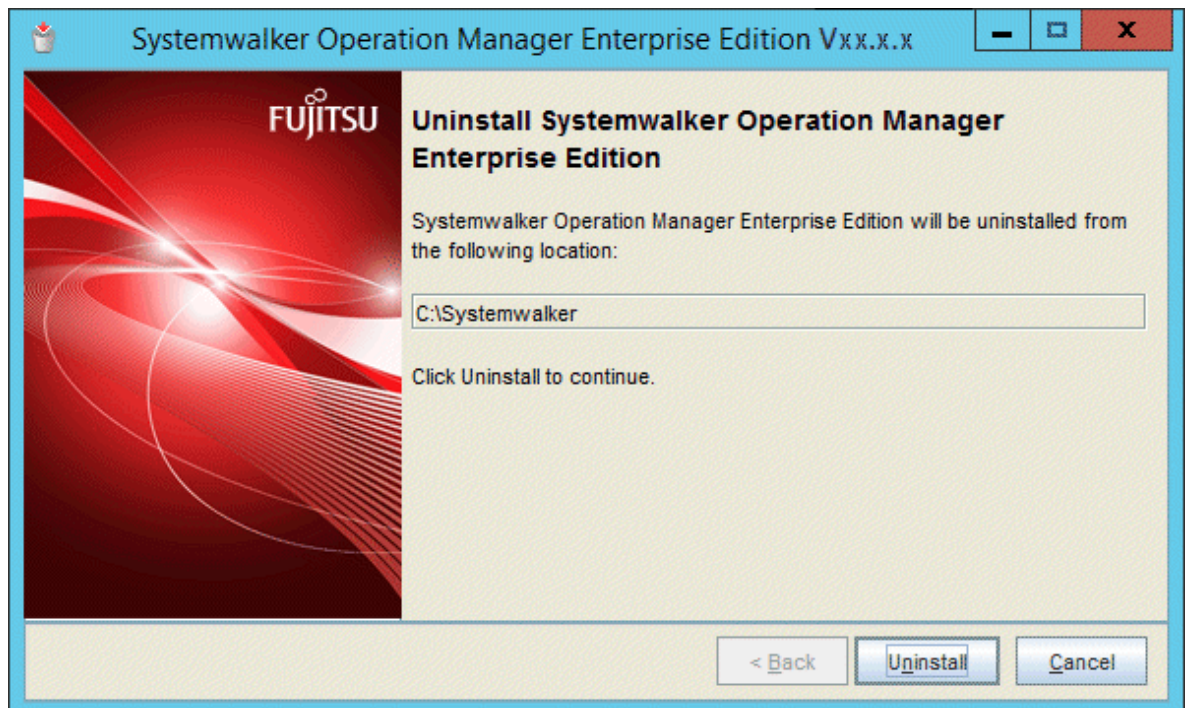 Systemwalker Operation Manager Enterprise Edition Vxx.x.x
FUJITSU
Uninstall Systemwalker Operation Manager
Enterprise Edition
Systemwalker Operation Manager Enterprise Edition will be uninstalled from
the following location:
C:\Systemwalker
Click Uninstall to continue.
< Back
Uninstall
Cancel